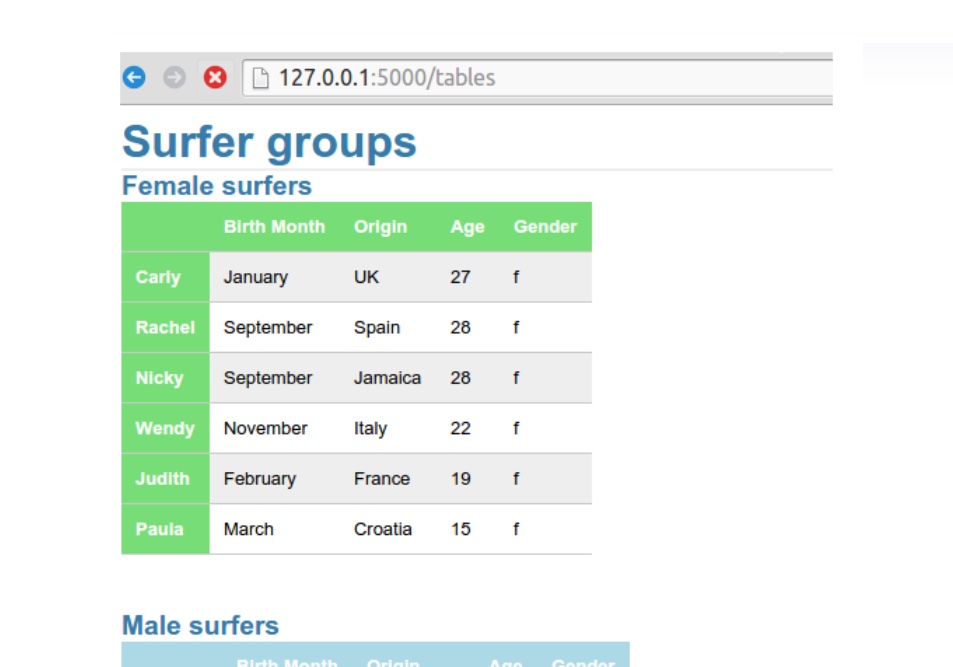 127.0.0.1:5000/tables
Surfer groups
Female surfers
Birth Month Origin Age Gender
Carly January UK 27 f
Rachel September Spain 28 f
Nicky September Jamaica 28 f
Wendy November Italy 22 f
Judith February France 19 f
Paula March Croatia 15 f
Male surfers
Birth Month Origin Age Gender